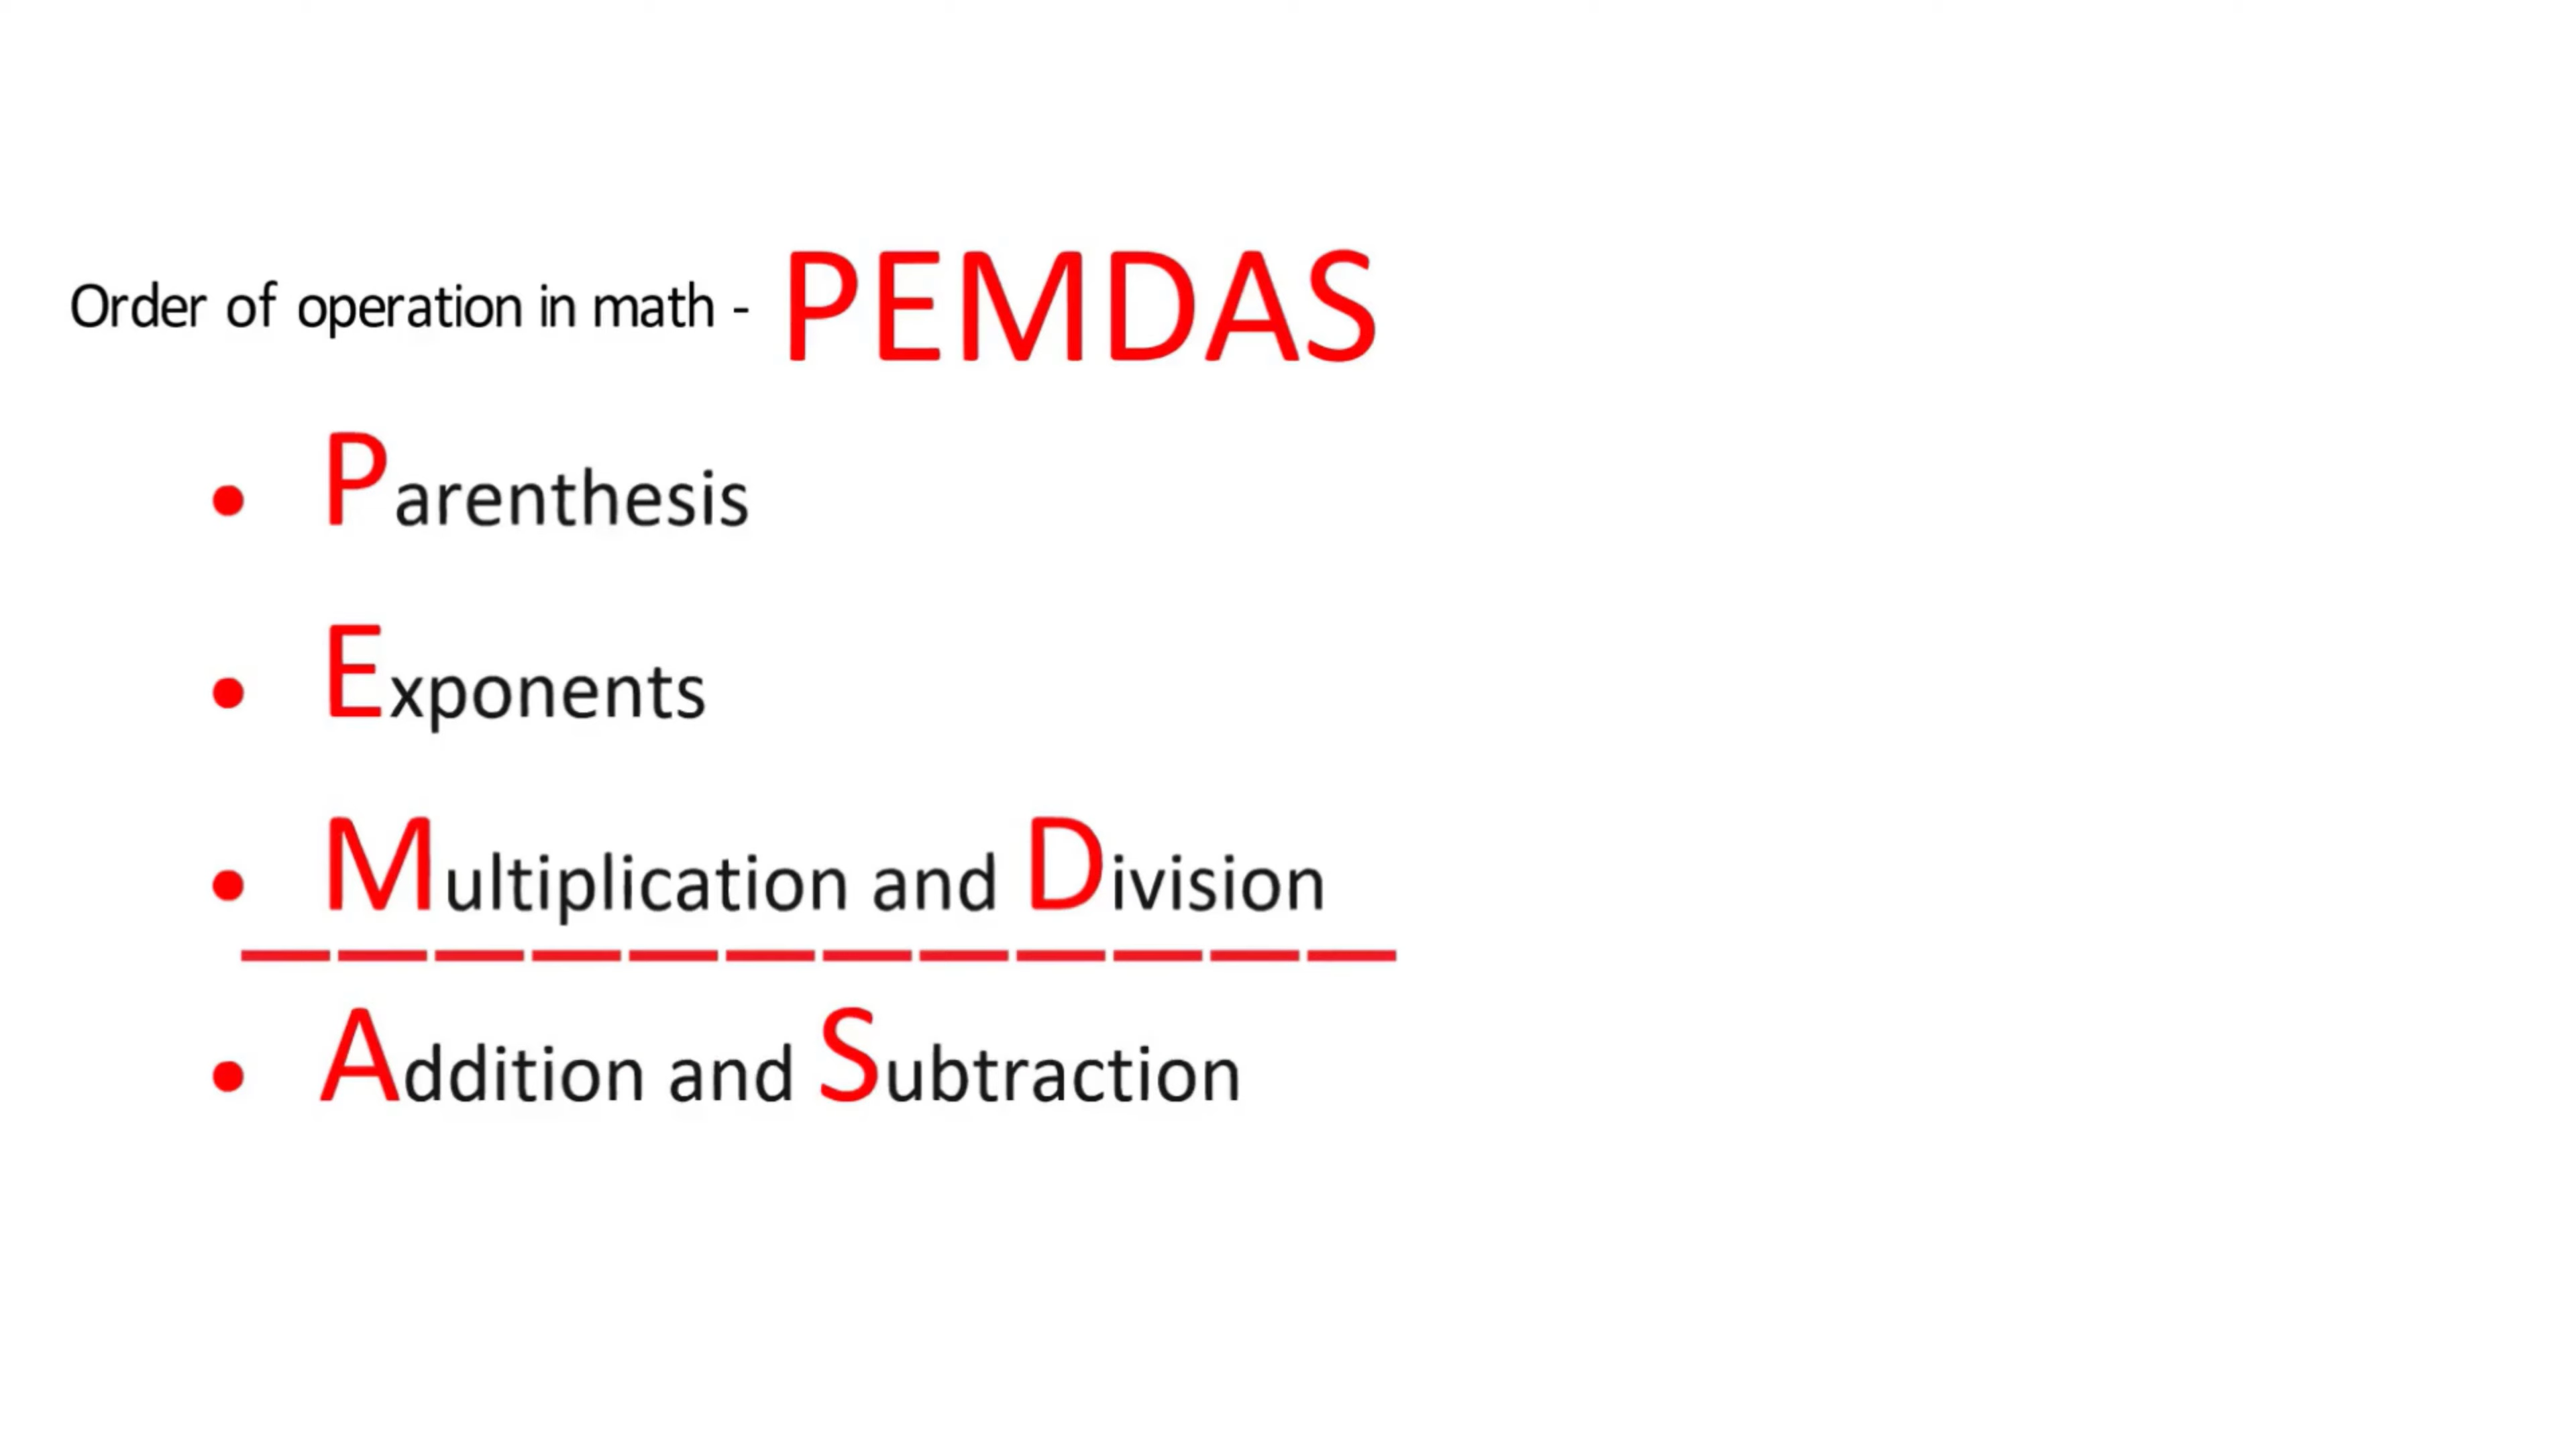 Order of operation in math - PEMDAS
• Parenthesis
• Exponents
• Multiplication and Division
• Addition and Subtraction